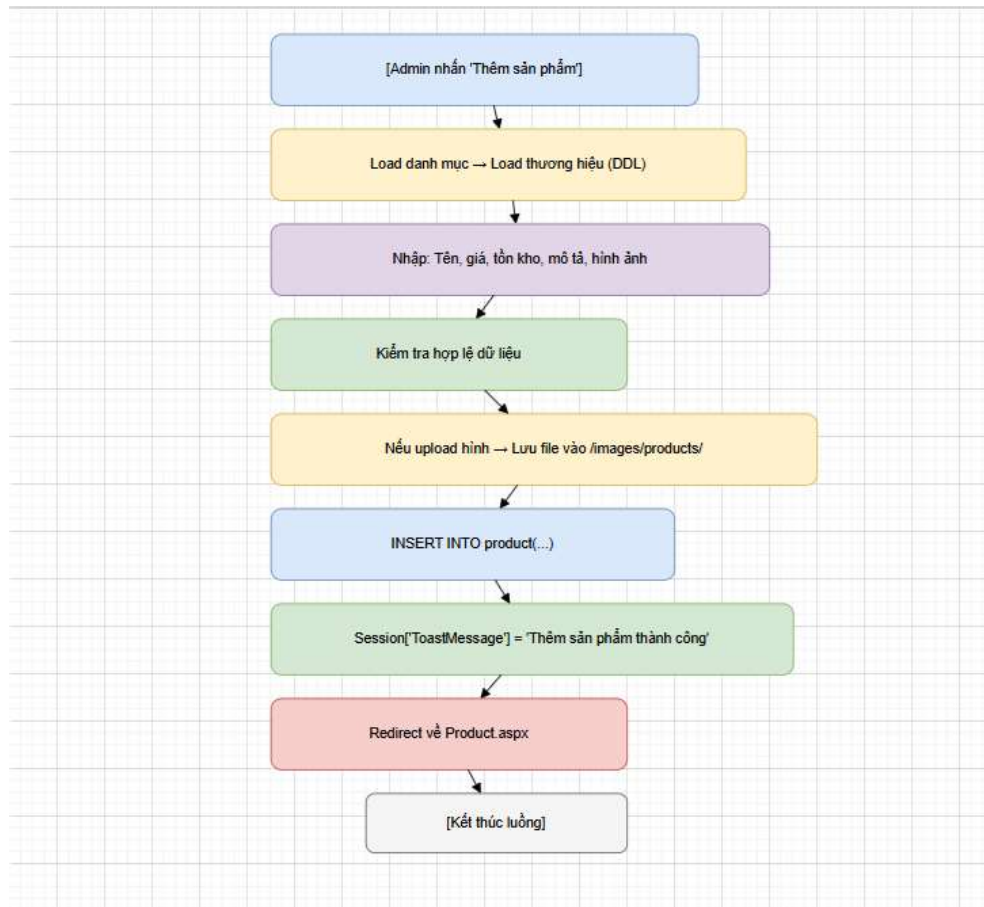 [Admin nhấn 'Thêm sản phẩm']
Load danh mục → Load thương hiệu (DDL)
Nhập: Tên, giá, tồn kho, mô tả, hình ảnh
Kiểm tra hợp lệ dữ liệu
Nếu upload hình → Lưu file vào /images/products/
INSERT INTO product(...)
Session['ToastMessage'] = 'Thêm sản phẩm thành công'
Redirect về Product.aspx
[Kết thúc luồng]